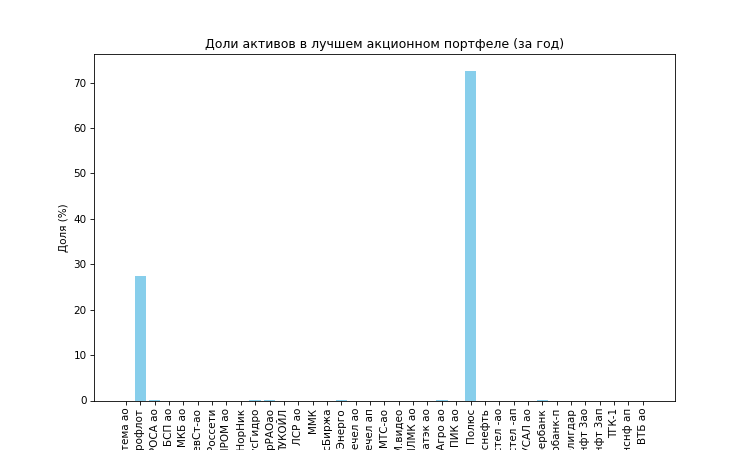 Доли активов в лучшем акционном портфеле (за год)
Доля (%)
70
60
50
40
30
20
10
0
тема ао
рофлот
РОСА ао
БСП ао
МКБ ао
евСт-ао
Россети
ПРОМ ао
НорНик
усГидро
рРАОао
ЛУКОЙЛ
ЛСР ао
ММК
сБиржа
Энерго
ечел ао
ечел ап
МТС-ао
М.видео
ЛМК ао
атэк ао
Агро ао
ПИК ао
Полюс
снефть
стел -ао
стел -ап
УСАЛ ао
ербанк
рбанк-п
лигдар
нфт 3ао
нфт 3ап
ТГК-1
нснф ап
ВТБ ао